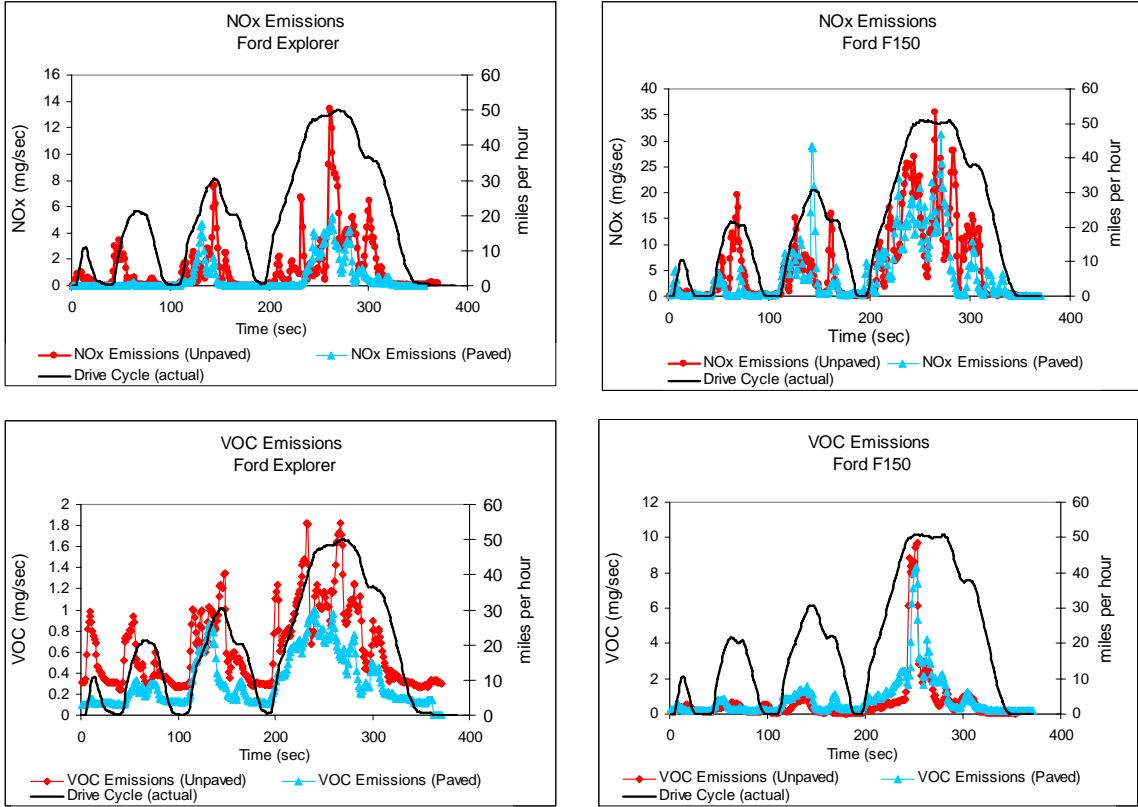 NOx Emissions
Ford Explorer
16
14
12
10
8
6
4
2
0
NOx (mg/sec)
60
50
40
30
20
10
0
miles per hour
0 100 200 300 400
Time (sec)
NOx Emissions (Unpaved) NOx Emissions (Paved)
Drive Cycle (actual)
NOx Emissions
Ford F150
40
35
30
25
20
15
10
5
0
NOx (mg/sec)
60
50
40
30
20
10
0
miles per hour
0 100 200 300 400
Time (sec)
NOx Emissions (Unpaved) NOx Emissions (Paved)
Drive Cycle (actual)
VOC Emissions
Ford Explorer
2
1.8
1.6
1.4
1.2
1
0.8
0.6
0.4
0.2
0
VOC (mg/sec)
60
50
40
30
20
10
0
miles per hour
0 100 200 300 400
Time (sec)
VOC Emissions (Unpaved) VOC Emissions (Paved)
Drive Cycle (actual)
VOC Emissions
Ford F150
12
10
8
6
4
2
0
VOC (mg/sec)
60
50
40
30
20
10
0
miles per hour
0 100 200 300 400
Time (sec)
VOC Emissions (Unpaved) VOC Emissions (Paved)
Drive Cycle (actual)